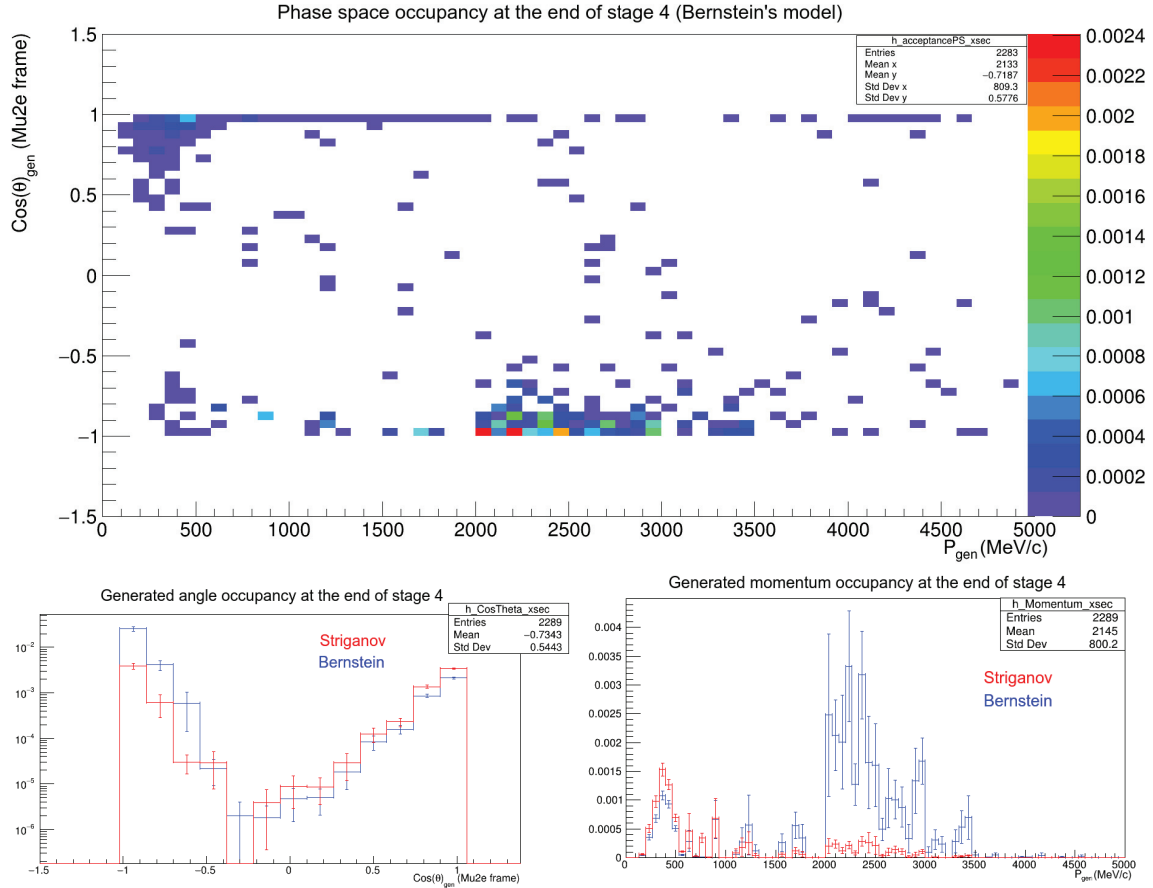 Phase space occupancy at the end of stage 4 (Bernstein's model)
h_acceptancePS_xsec
Entries 2283
Mean x 2133
Mean y −0.7187
Std Dev x 809.3
Std Dev y 0.5776
Cos(θ)gen (Mu2e frame)
1.5
1
0.5
0
−0.5
−1
−1.5
0 500 1000 1500 2000 2500 3000 3500 4000 4500 5000
Pgen (MeV/c)
0.0024
0.0022
0.002
0.0018
0.0016
0.0014
0.0012
0.001
0.0008
0.0006
0.0004
0.0002
0
Generated angle occupancy at the end of stage 4
h_CosTheta_xsec
Entries 2289
Mean −0.7343
Std Dev 0.5443
Striganov
Bernstein
10−2
10−3
10−4
10−5
10−6
−1.5 −1 −0.5 0 0.5 1
Cos(θ)gen (Mu2e frame)
Generated momentum occupancy at the end of stage 4
h_Momentum_xsec
Entries 2289
Mean 2145
Std Dev 800.2
Striganov
Bernstein
0.004
0.0035
0.003
0.0025
0.002
0.0015
0.001
0.0005
0
0 500 1000 1500 2000 2500 3000 3500 4000 4500 5000
Pgen (MeV/c)